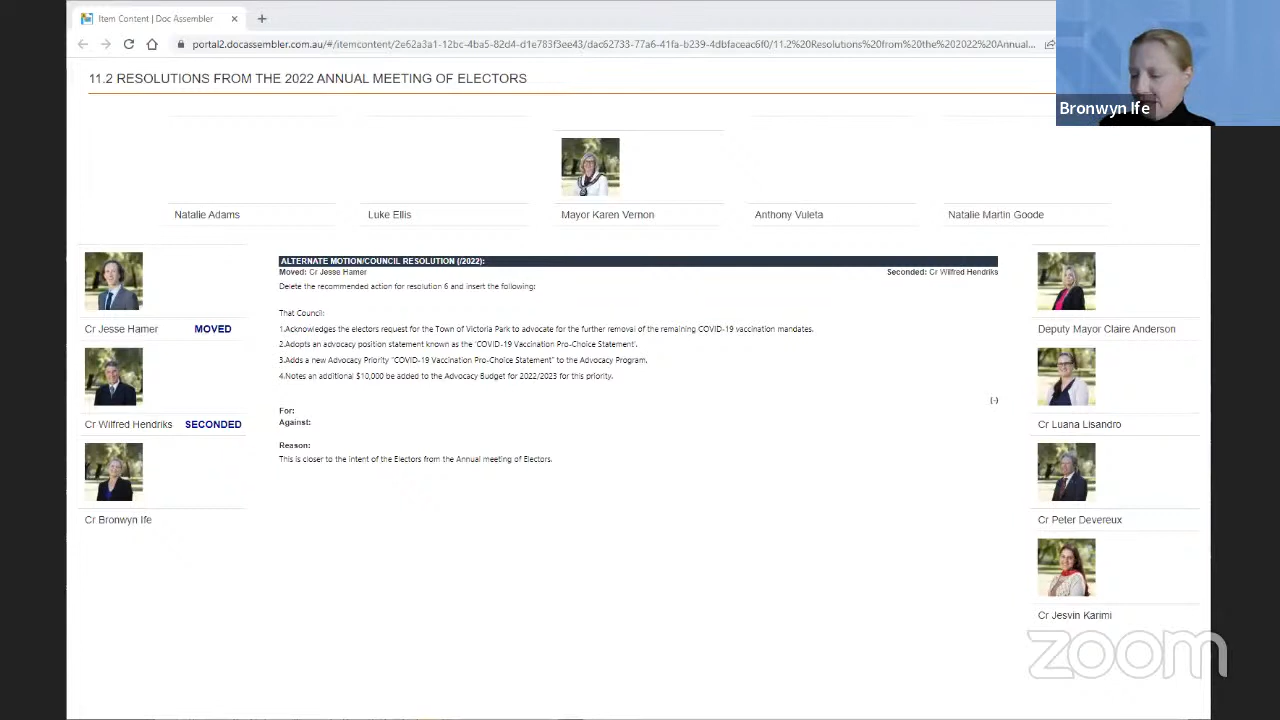 Item Content | Doc Assembler
portal2.docassembler.com.au/#/itemcontent/2e62a3a1-12bc-4ba5-82d4-d1e783f3ee43/dac62733-77a6-41fa-b239-4dbfaceac6f0/11.2%20Resolutions%20from%20the%202022%20Annual...
11.2 RESOLUTIONS FROM THE 2022 ANNUAL MEETING OF ELECTORS
Bronwyn Ife
Natalie Adams
Luke Ellis
Mayor Karen Vernon
Anthony Vuleta
Natalie Martin Goode
Cr Jesse Hamer MOVED
Cr Wilfred Hendriks SECONDED
Cr Bronwyn Ife
ALTERNATE MOTION/COUNCIL RESOLUTION (/2022):
Moved: Cr Jesse Hamer Seconded: Cr Wilfred Hendriks
Delete the recommended action for resolution 6 and insert the following:
That Council:
1.Acknowledges the electors request for the Town of Victoria Park to advocate for the further removal of the remaining COVID-19 vaccination mandates.
2.Adopts an advocacy position statement known as the 'COVID-19 Vaccination Pro-Choice Statement'.
3.Adds a new Advocacy Priority "COVID-19 Vaccination Pro-Choice Statement" to the Advocacy Program.
4.Notes an additional $10,000 be added to the Advocacy Budget for 2022/2023 for this priority.
(-)
For:
Against:
Reason:
This is closer to the intent of the Electors from the Annual meeting of Electors.
Deputy Mayor Claire Anderson
Cr Luana Lisandro
Cr Peter Devereux
Cr Jesvin Karimi
zoom